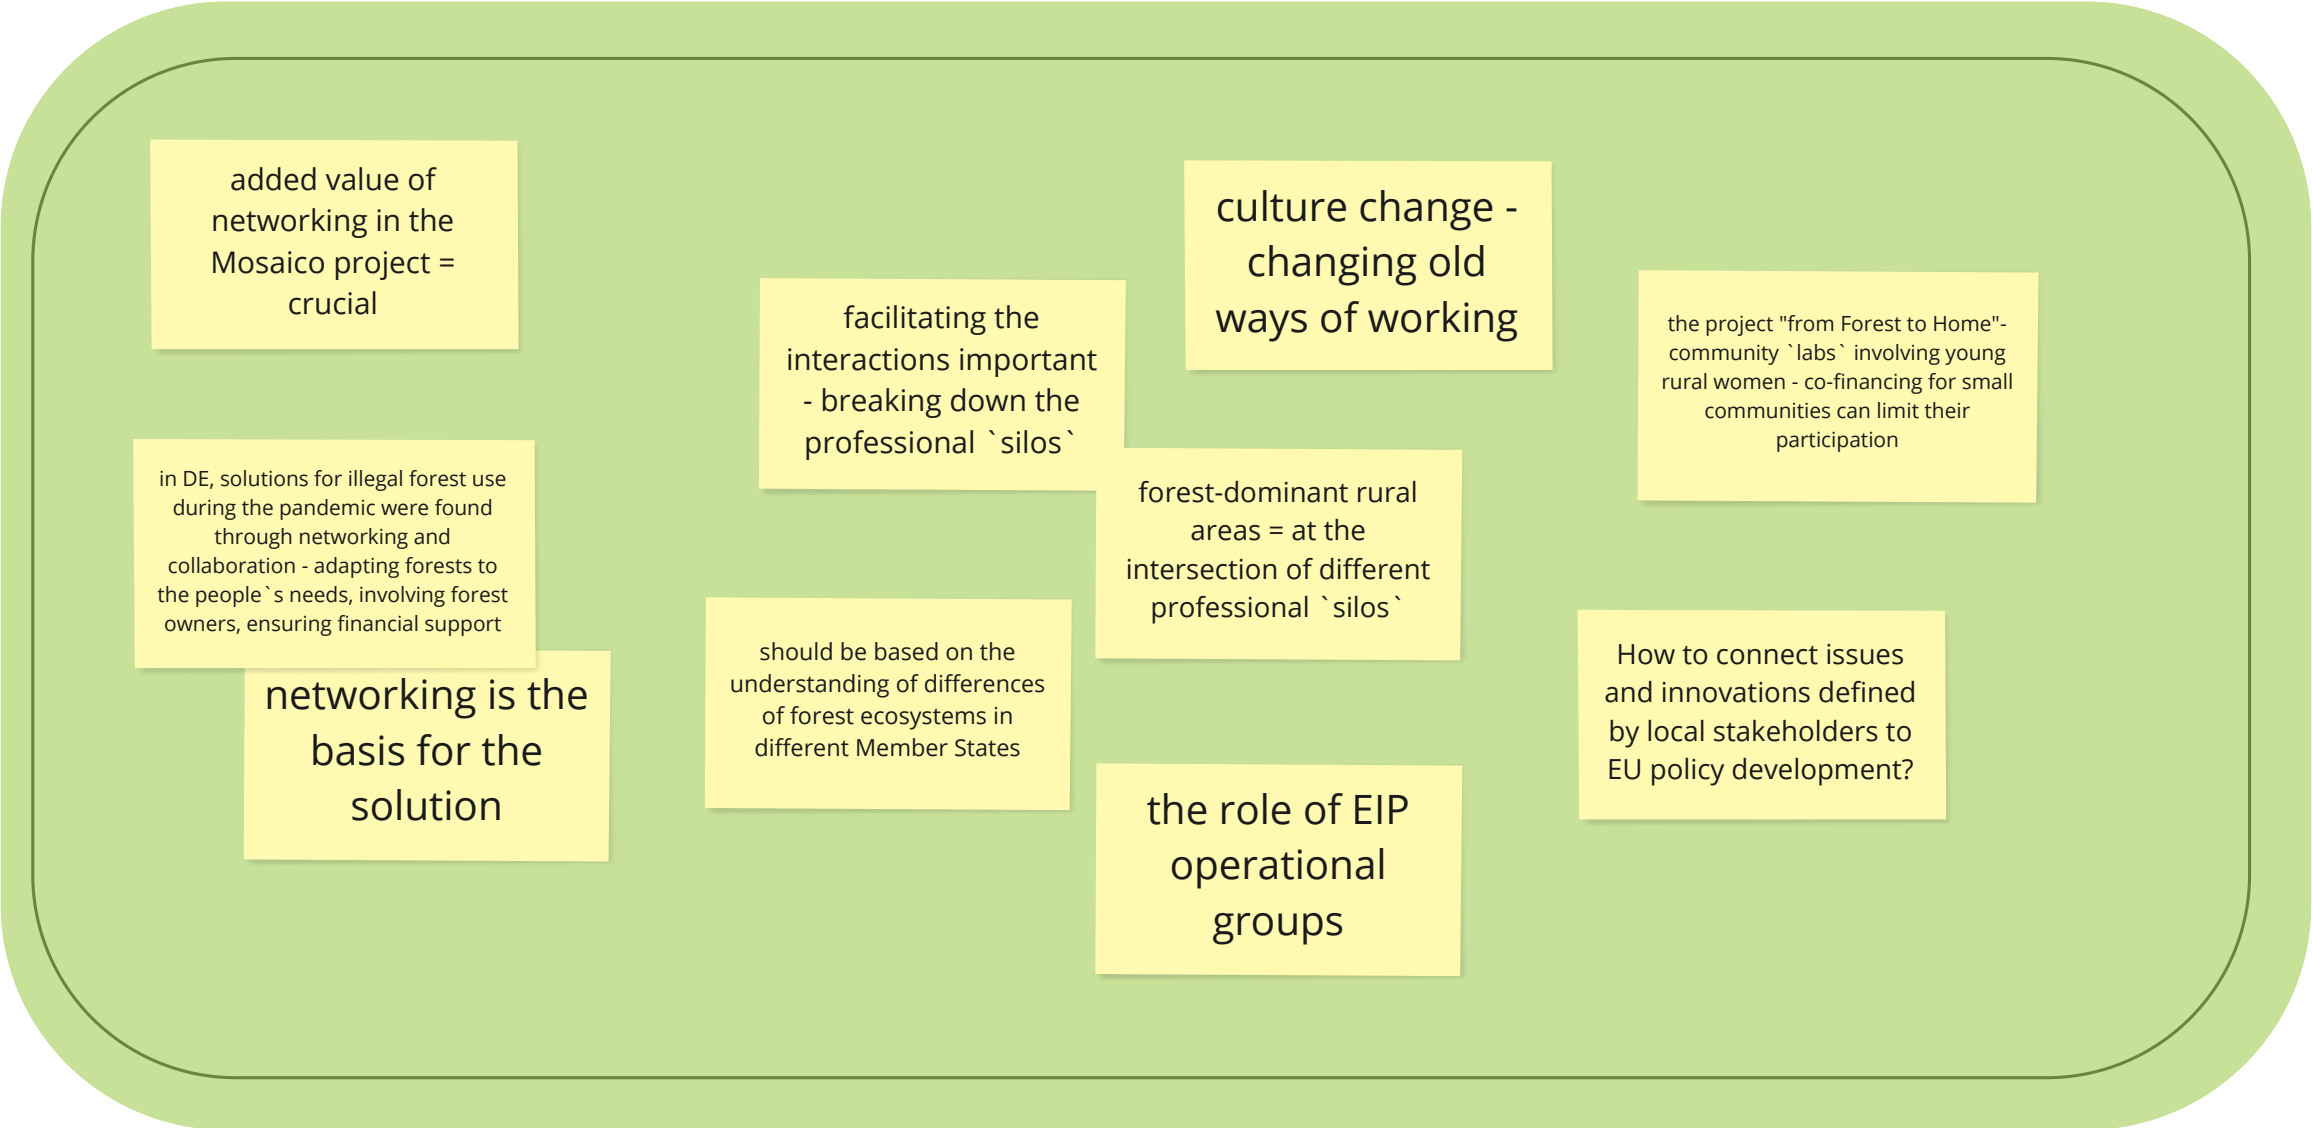 added value of
networking in the
Mosaico project =
crucial
in DE, solutions for illegal forest use
during the pandemic were found
through networking and
collaboration - adapting forests to
the people`s needs, involving forest
owners, ensuring financial support
networking is the
basis for the
solution
facilitating the
interactions important
- breaking down the
professional `silos`
should be based on the
understanding of differences
of forest ecosystems in
different Member States
culture change -
changing old
ways of working
forest-dominant rural
areas = at the
intersection of different
professional `silos`
the role of EIP
operational
groups
the project "from Forest to Home"-
community `labs` involving young
rural women - co-financing for small
communities can limit their
participation
How to connect issues
and innovations defined
by local stakeholders to
EU policy development?